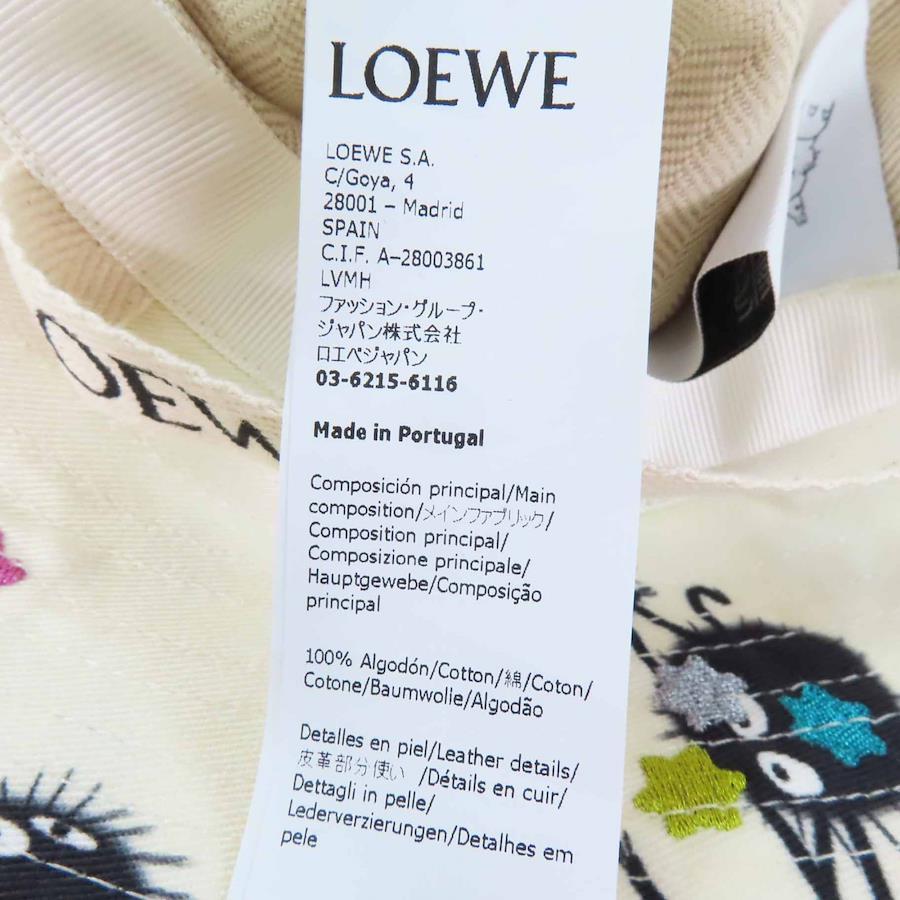 LOEWE
LOEWE S.A.
C/Goya, 4
28001 – Madrid
SPAIN
C.I.F. A–28003861
LVMH
ファッション・グループ・
ジャパン株式会社
ロエベジャパン
03-6215-6116
Made in Portugal
Composición principal/Main
composition/メインファブリック/
Composition principal/
Composizione principale/
Hauptgewebe/Composição
principal
100% Algodón/Cotton/綿/Coton/
Cotone/Baumwolle/Algodão
Detalles en piel/Leather details/
皮革部分使い /Détails en cuir/
Dettagli in pelle/
Lederverzierungen/Detalhes em
pele
OEW